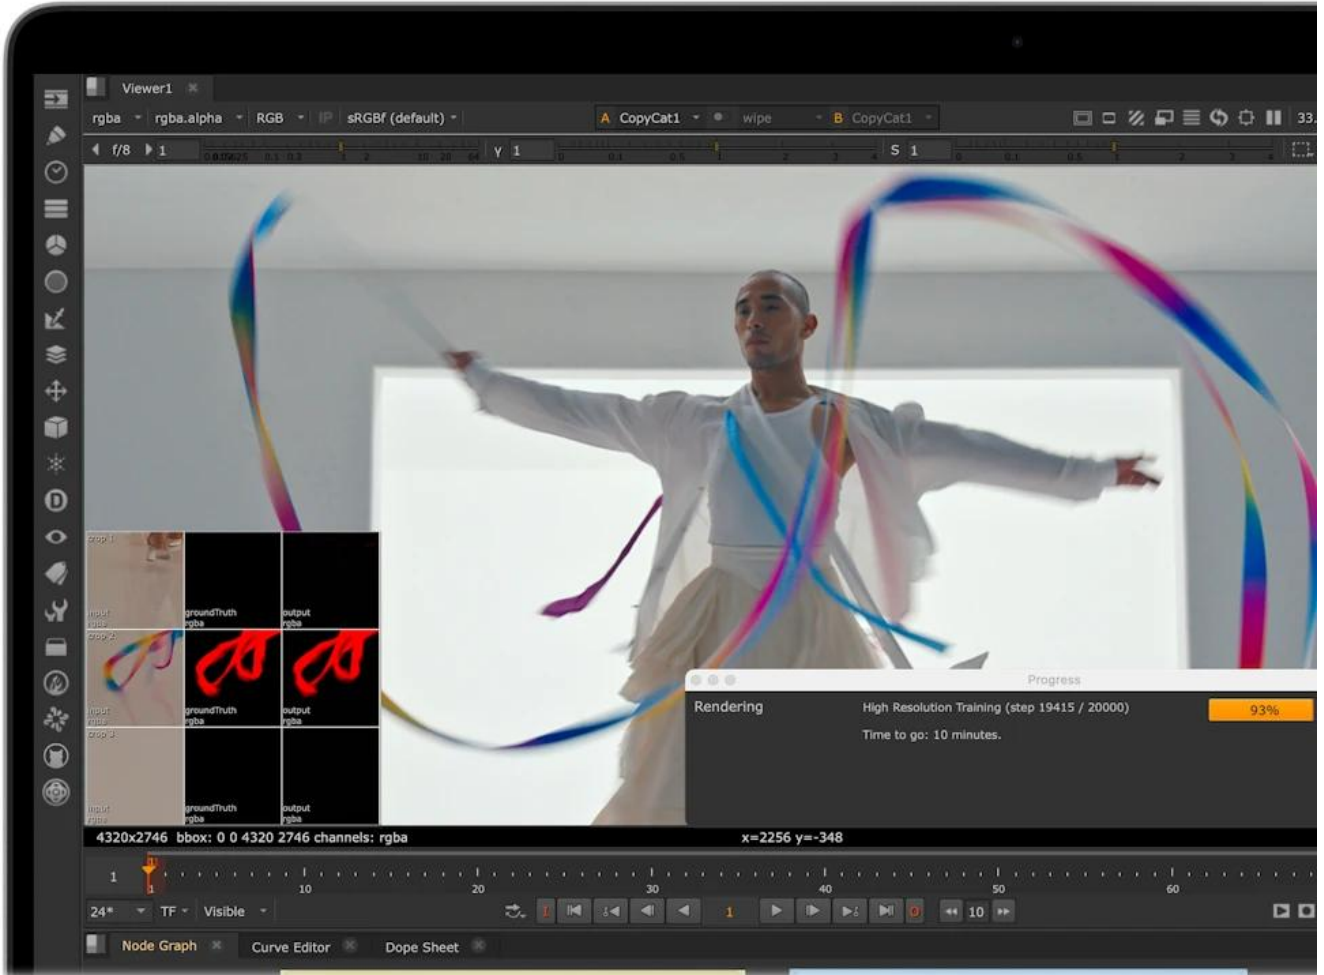 Viewer1
rgba rgba.alpha RGB IP sRGBf (default) A CopyCat1 wipe B CopyCat1 33.
f/8 1 Y 1 S 1
crop 1
input groundTruth output
rgba rgba rgba
crop 2
input groundTruth output
rgba rgba rgba
crop 3
input groundTruth output
rgba rgba rgba
Progress
Rendering High Resolution Training (step 19415 / 20000) 93%
Time to go: 10 minutes.
4320x2746 bbox: 0 0 4320 2746 channels: rgba x=2256 y=-348
1 1 10 20 30 40 50 60
24* TF Visible I 1 O 10
Node Graph Curve Editor Dope Sheet